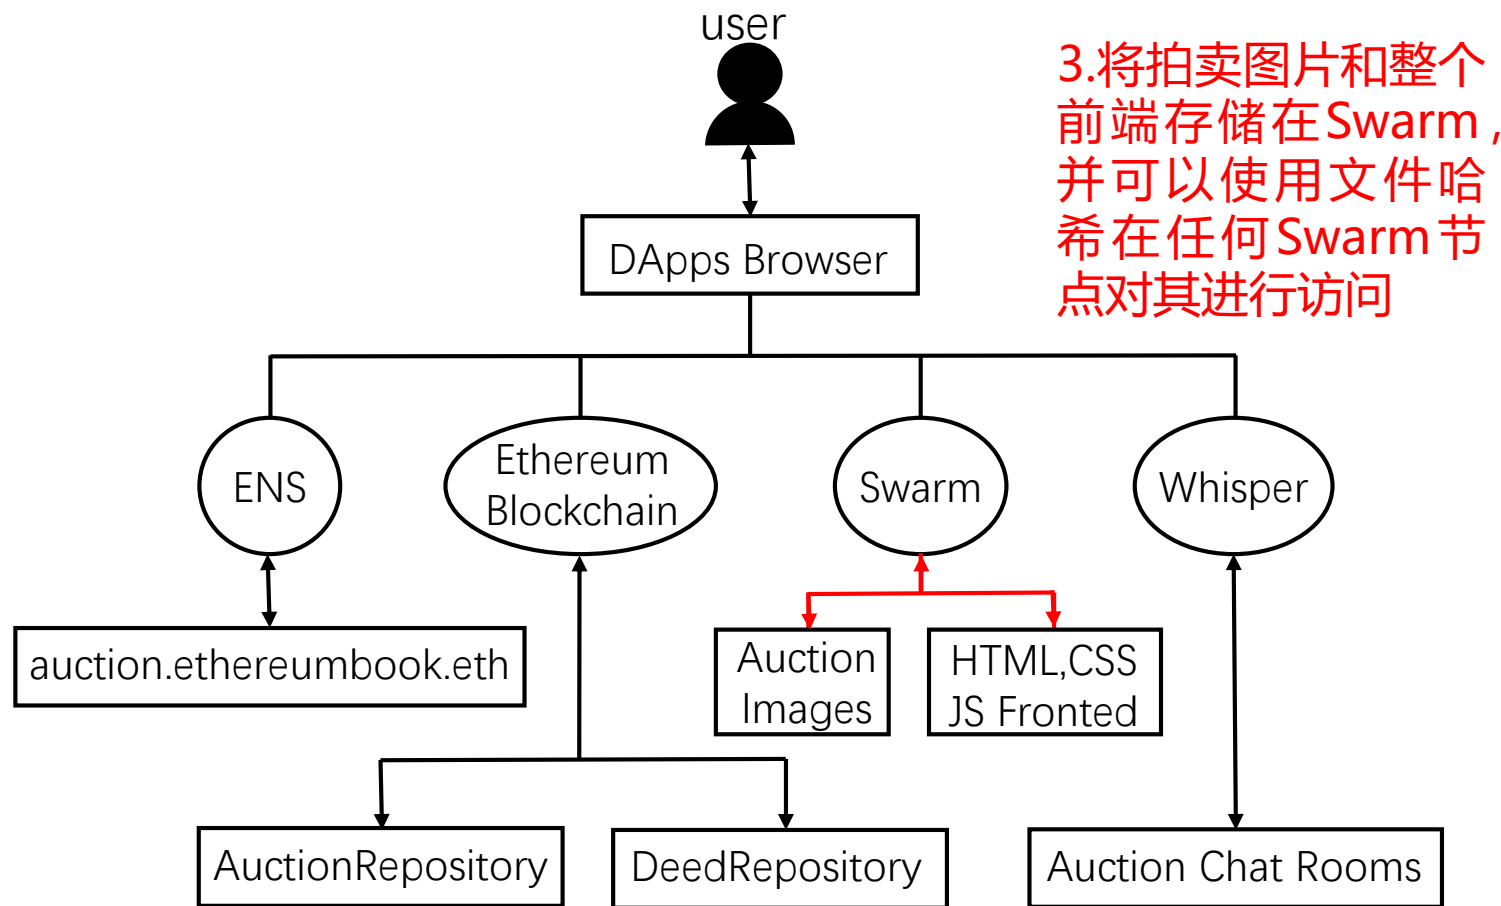 user
3.将拍卖图片和整个
前端存储在Swarm,
并可以使用文件哈
希在任何Swarm节
点对其进行访问
DApps Browser
ENS
Ethereum
Blockchain
Swarm
Whisper
auction.ethereumbook.eth
Auction
Images
HTML,CSS
JS Fronted
AuctionRepository
DeedRepository
Auction Chat Rooms